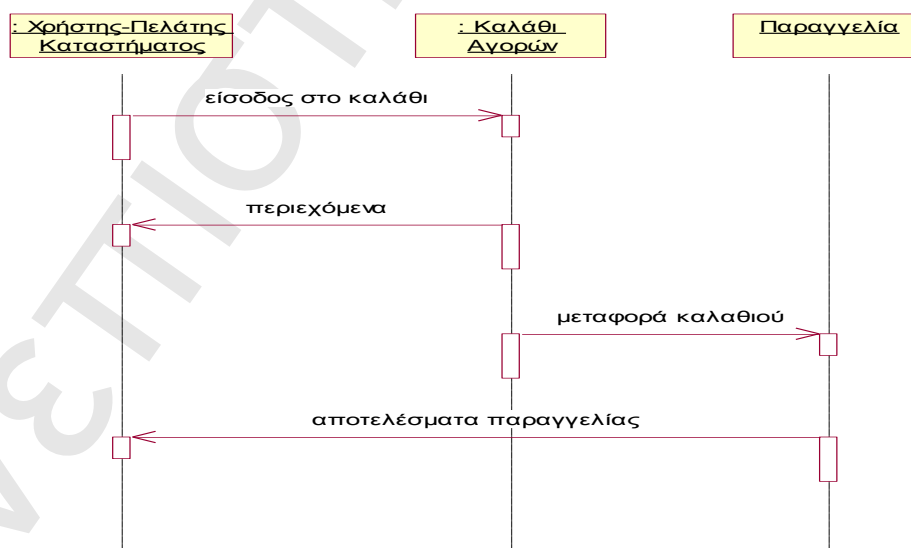 : Χρήστης-Πελάτης
Καταστήματος
: Καλάθι
Αγορών
Παραγγελία
είσοδος στο καλάθι
περιεχόμενα
μεταφορά καλαθιού
αποτελέσματα παραγγελίας